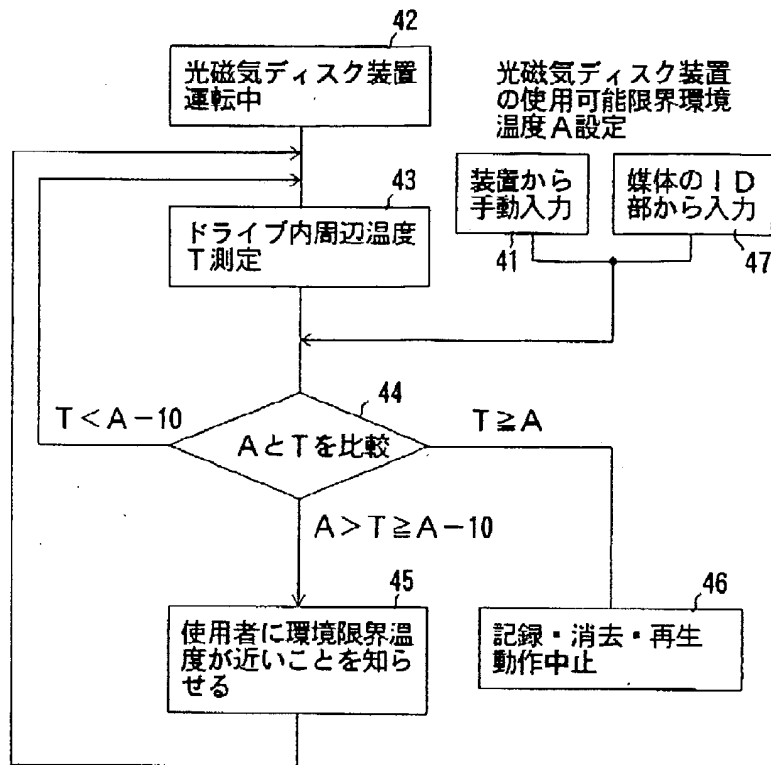 42
光磁気ディスク装置
運転中
光磁気ディスク装置
の使用可能限界環境
温度A設定
43
装置から
手動入力
41
媒体のID
部から入力
47
ドライブ内周辺温度
T測定
44
T<A-10
AとTを比較
T≧A
A>T≧A-10
45
使用者に環境限界温
度が近いことを知ら
せる
46
記録・消去・再生
動作中止